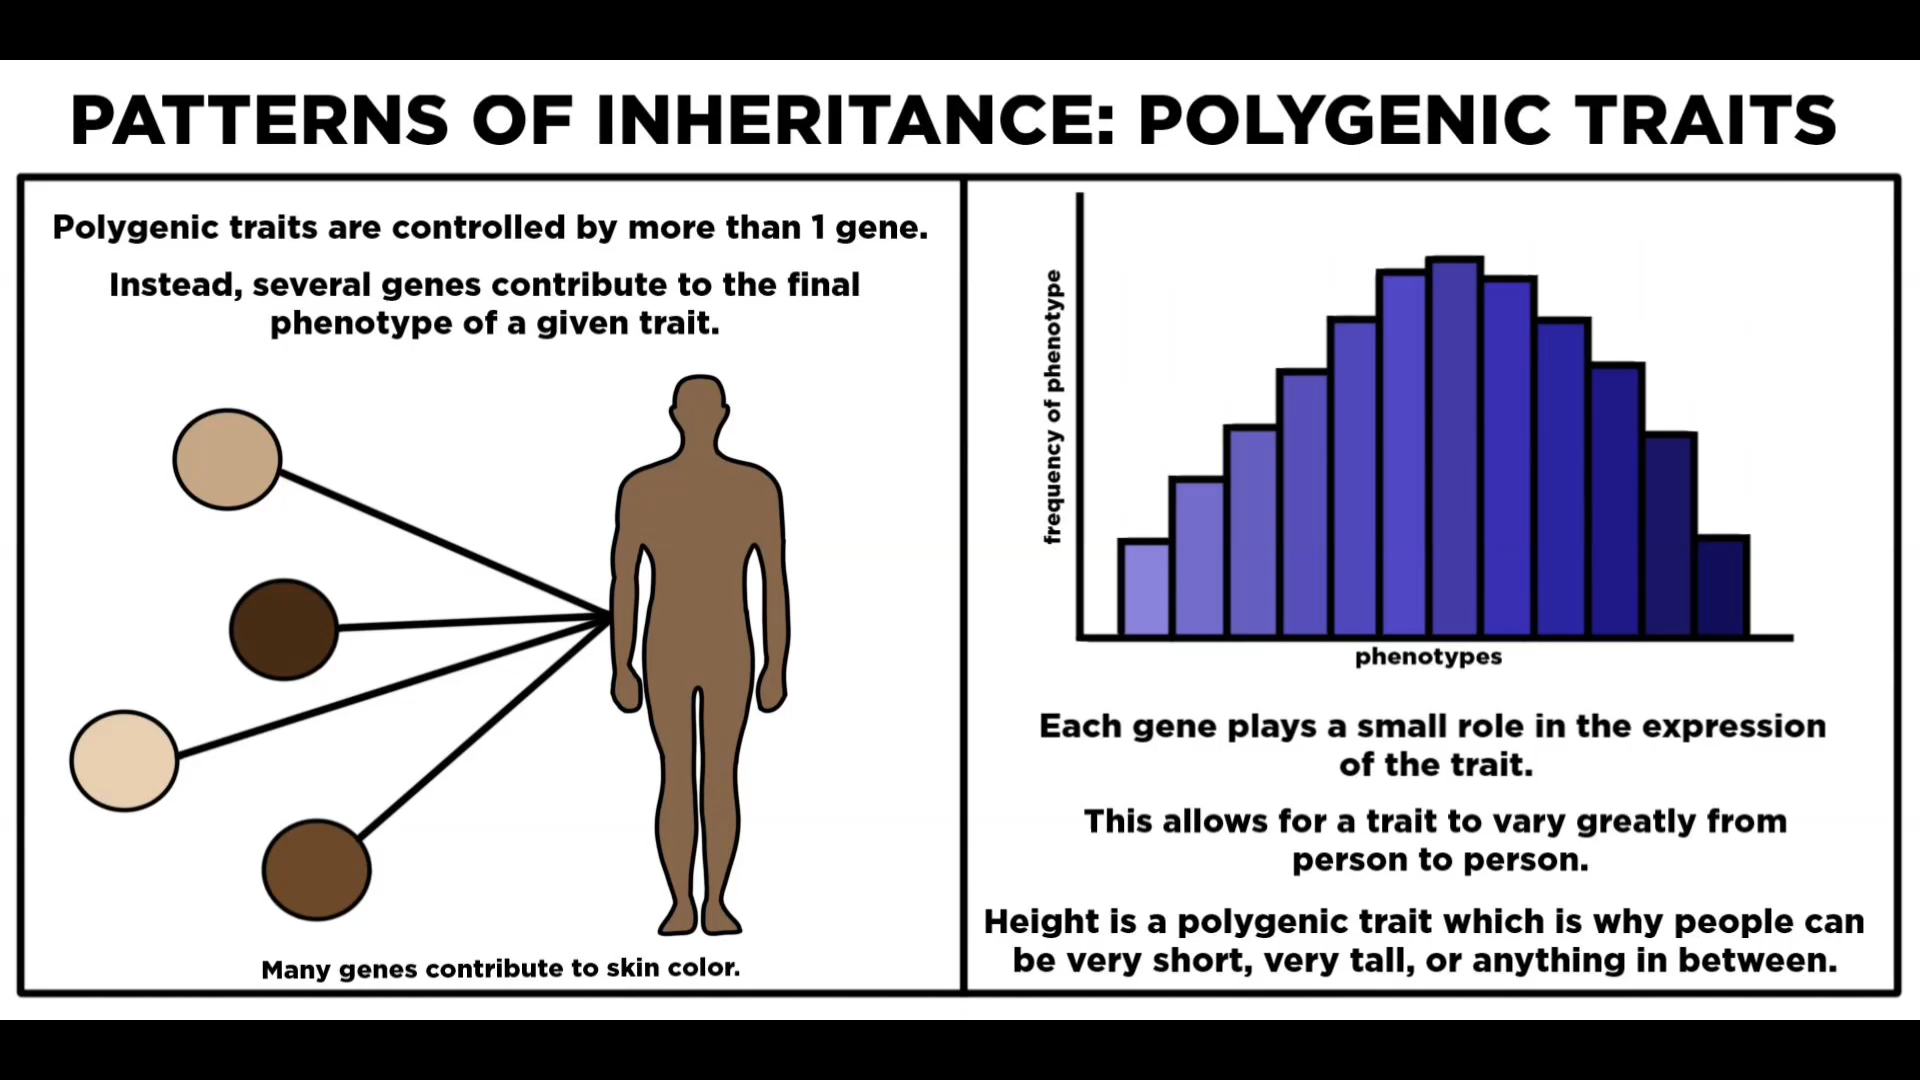 PATTERNS OF INHERITANCE: POLYGENIC TRAITS
Polygenic traits are controlled by more than 1 gene.
Instead, several genes contribute to the final
phenotype of a given trait.
Many genes contribute to skin color.
frequency of phenotype
phenotypes
Each gene plays a small role in the expression
of the trait.
This allows for a trait to vary greatly from
person to person.
Height is a polygenic trait which is why people can
be very short, very tall, or anything in between.